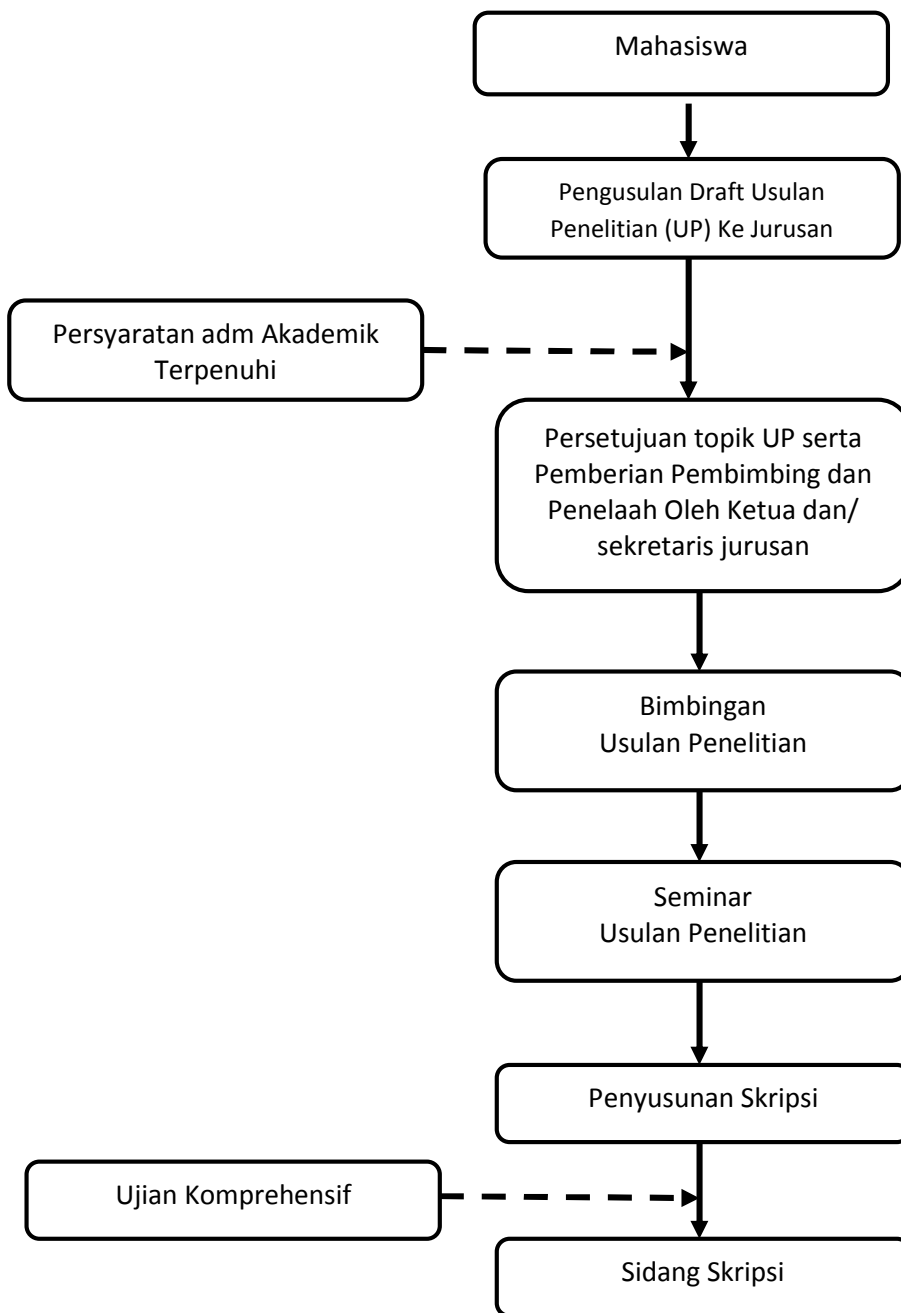 Mahasiswa
Pengusulan Draft Usulan
Penelitian (UP) Ke Jurusan
Persyaratan adm Akademik
Terpenuhi
Persetujuan topik UP serta
Pemberian Pembimbing dan
Penelaah Oleh Ketua dan/
sekretaris jurusan
Bimbingan
Usulan Penelitian
Seminar
Usulan Penelitian
Penyusunan Skripsi
Ujian Komprehensif
Sidang Skripsi